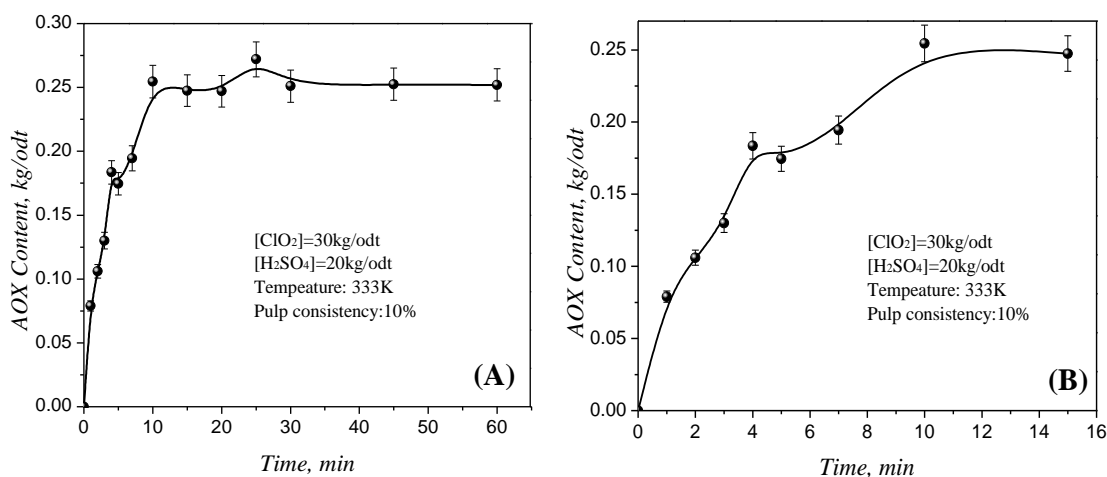 0.30
0.25
0.20
0.15
0.10
0.05
0.00
AOX Content, kg/odt
[ClO2]=30kg/odt
[H2SO4]=20kg/odt
Tempeature: 333K
Pulp consistency:10%
(A)
0 10 20 30 40 50 60
Time, min
0.25
0.20
0.15
0.10
0.05
0.00
AOX Content, kg/odt
[ClO2]=30kg/odt
[H2SO4]=20kg/odt
Tempeature: 333K
Pulp consistency:10%
(B)
0 2 4 6 8 10 12 14 16
Time, min